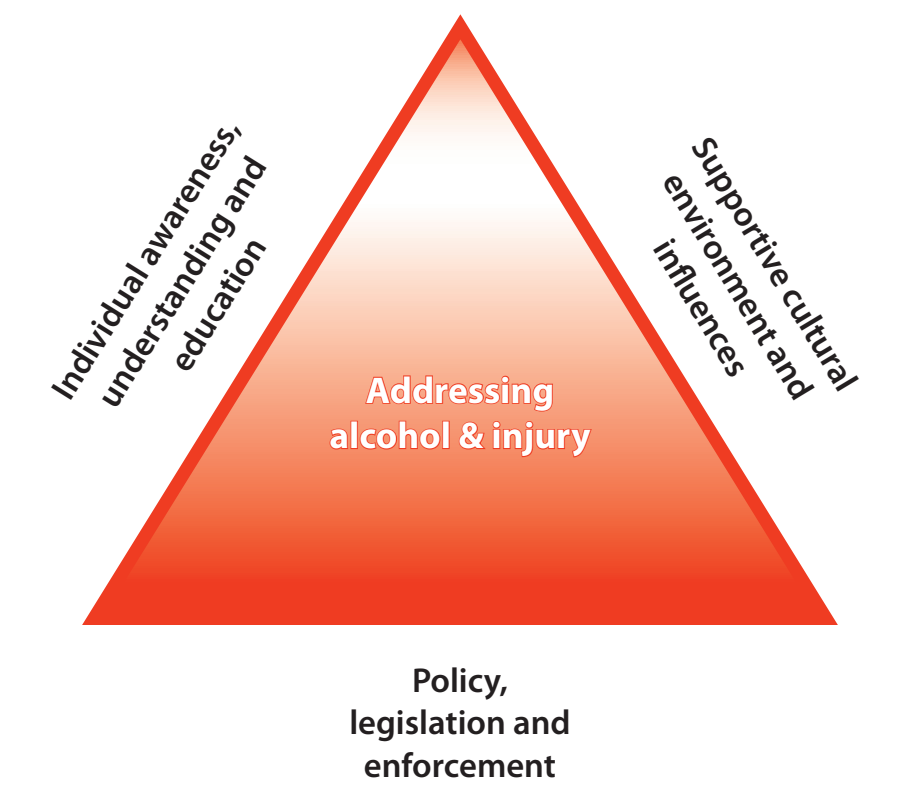 Individual awareness,
understanding and
education
Supportive cultural
environment and
influences
Addressing
alcohol & injury
Policy,
legislation and
enforcement